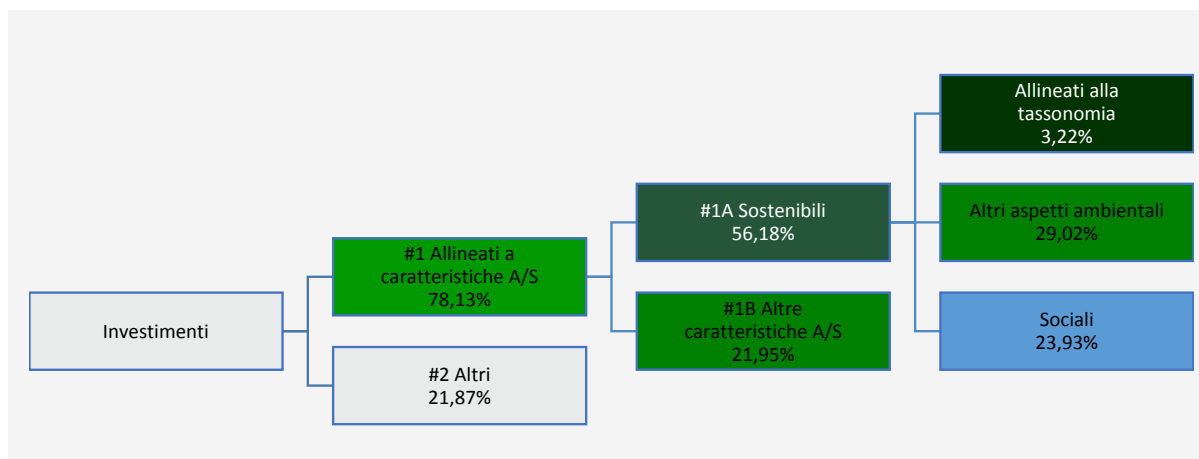 Investimenti
#1 Allineati a
caratteristiche A/S
78,13%
#2 Altri
21,87%
#1A Sostenibili
56,18%
#1B Altre
caratteristiche A/S
21,95%
Allineati alla
tassonomia
3,22%
Altri aspetti ambientali
29,02%
Sociali
23,93%